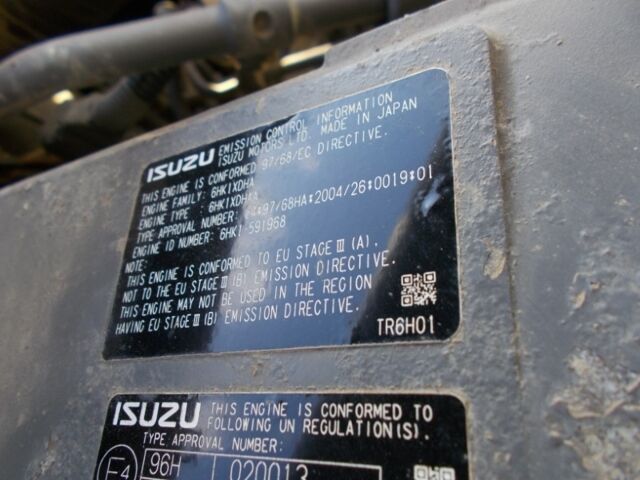 ISUZU EMISSION CONTROL INFORMATION
ISUZU MOTORS LTD. MADE IN JAPAN
THIS ENGINE IS CONFORMED 97/68/EC DIRECTIVE.
ENGINE FAMILY: 6HK1XDHA
ENGINE TYPE : 6HK1XDHAA
TYPE APPROVAL NUMBER: 97/68HA*2004/26*0019*01
ENGINE ID NUMBER: 6HK1-591968
NOTE:
THIS ENGINE IS CONFORMED TO EU STAGE Ⅲ (A),
NOT TO THE EU STAGE Ⅲ (B) EMISSION DIRECTIVE.
THIS ENGINE MAY NOT BE USED IN THE REGION
HAVING EU STAGE Ⅲ (B) EMISSION DIRECTIVE.
TR6H01
ISUZU THIS ENGINE IS CONFORMED TO
FOLLOWING UN REGULATION(S).
TYPE APPROVAL NUMBER:
E4 96H 020013